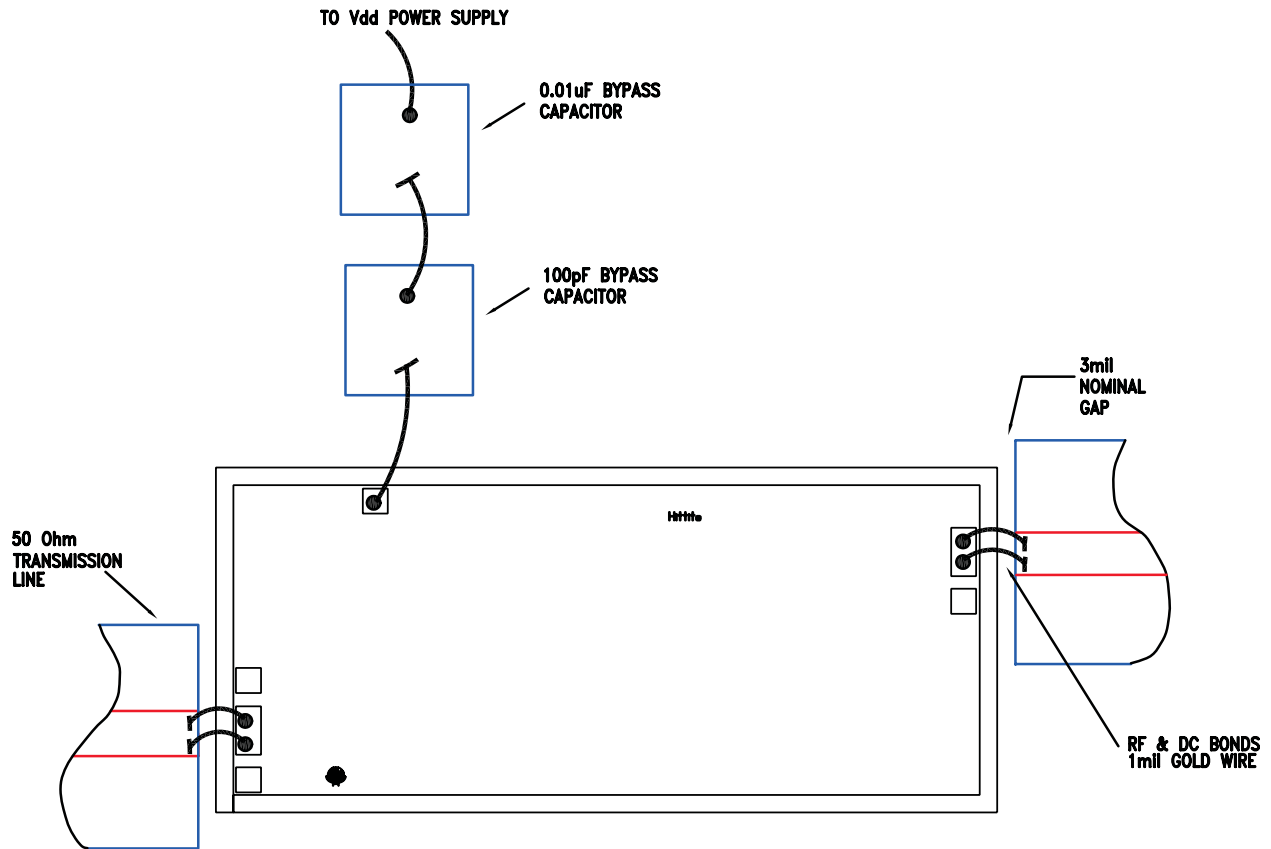 TO Vdd POWER SUPPLY
0.01uF BYPASS
CAPACITOR
100pF BYPASS
CAPACITOR
3mil
NOMINAL
GAP
Hittite
50 Ohm
TRANSMISSION
LINE
RF & DC BONDS
1mil GOLD WIRE